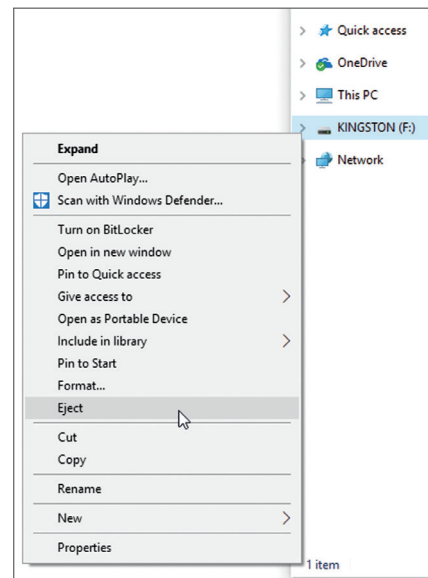 Quick access
OneDrive
This PC
KINGSTON (F:)
Network
Expand
Open AutoPlay...
Scan with Windows Defender...
Turn on BitLocker
Open in new window
Pin to Quick access
Give access to
Open as Portable Device
Include in library
Pin to Start
Format...
Eject
Cut
Copy
Rename
New
Properties
1 item